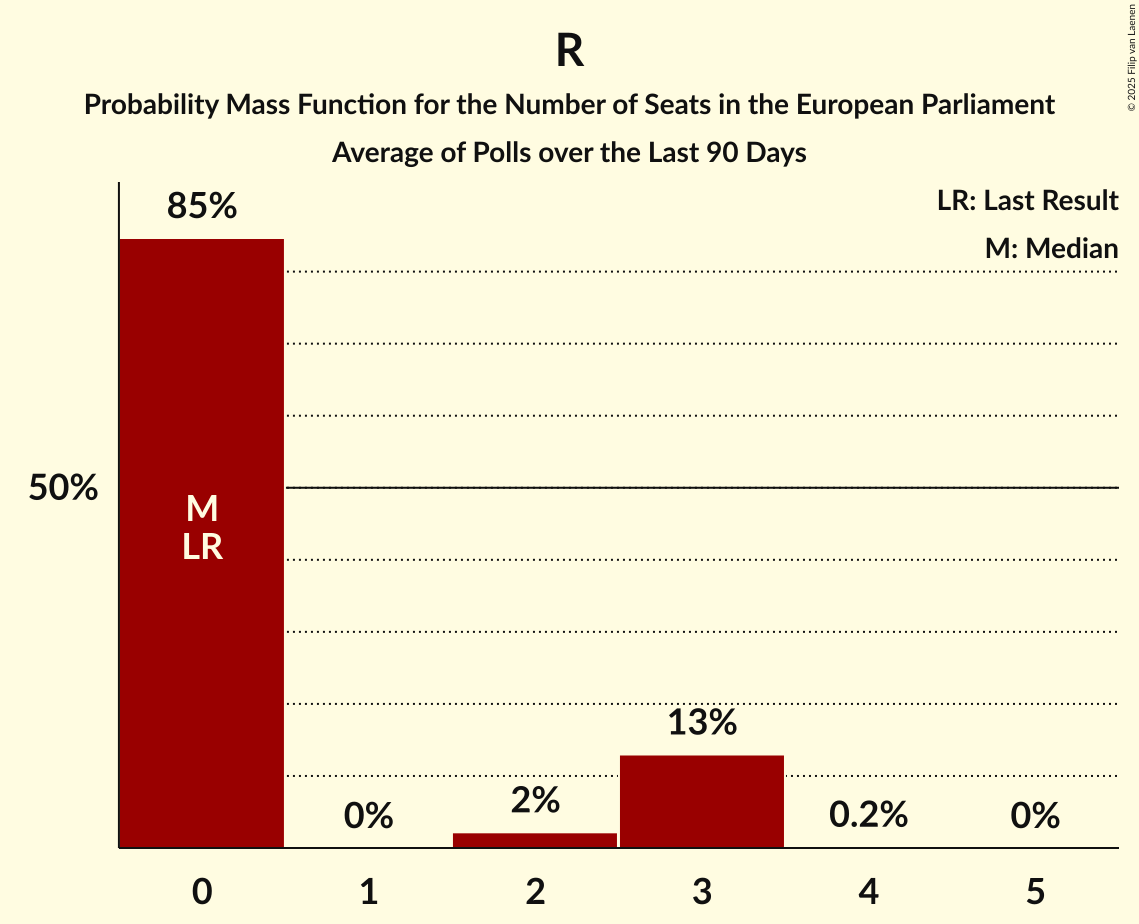 R
Probability Mass Function for the Number of Seats in the European Parliament
Average of Polls over the Last 90 Days
© 2025 Filip van Laenen
LR: Last Result
M: Median
85%
50%
M
LR
0%
2%
13%
0.2%
0%
0 1 2 3 4 5